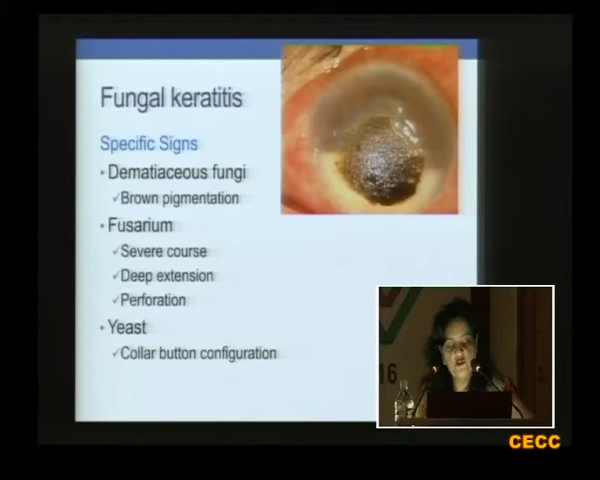 Fungal keratitis
Specific Signs
• Dematiaceous fungi
✓Brown pigmentation
• Fusarium
✓Severe course
✓Deep extension
✓Perforation
• Yeast
✓Collar button configuration
16
CECC